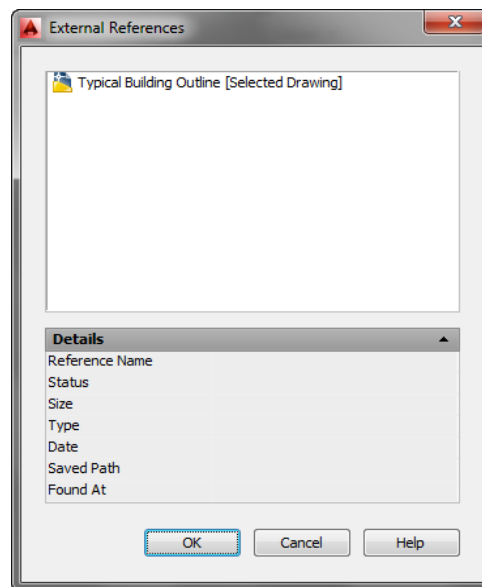 External References
Typical Building Outline [Selected Drawing]
Details
Reference Name
Status
Size
Type
Date
Saved Path
Found At
OK Cancel Help